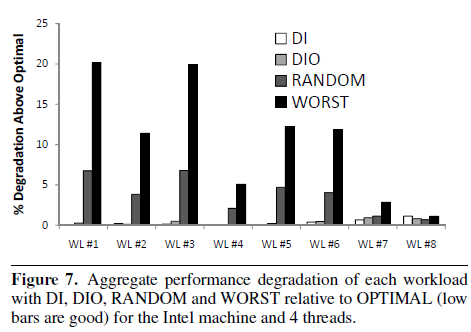 25
20
15
10
5
0
% Degradation Above Optimal
DI
DIO
RANDOM
WORST
WL #1 WL #2 WL #3 WL #4 WL #5 WL #6 WL #7 WL #8
Figure 7. Aggregate performance degradation of each workload
with DI, DIO, RANDOM and WORST relative to OPTIMAL (low
bars are good) for the Intel machine and 4 threads.